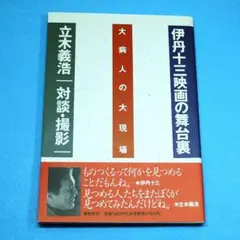 伊丹十三映画の舞台裏
大病人の大現場
立木義浩 対談・撮影
ものつくるって何かを見つめる
ことだもんね。●伊丹十三
見つめる人たちをまたぼくが
見つめてみたんだけどね。●立木義浩